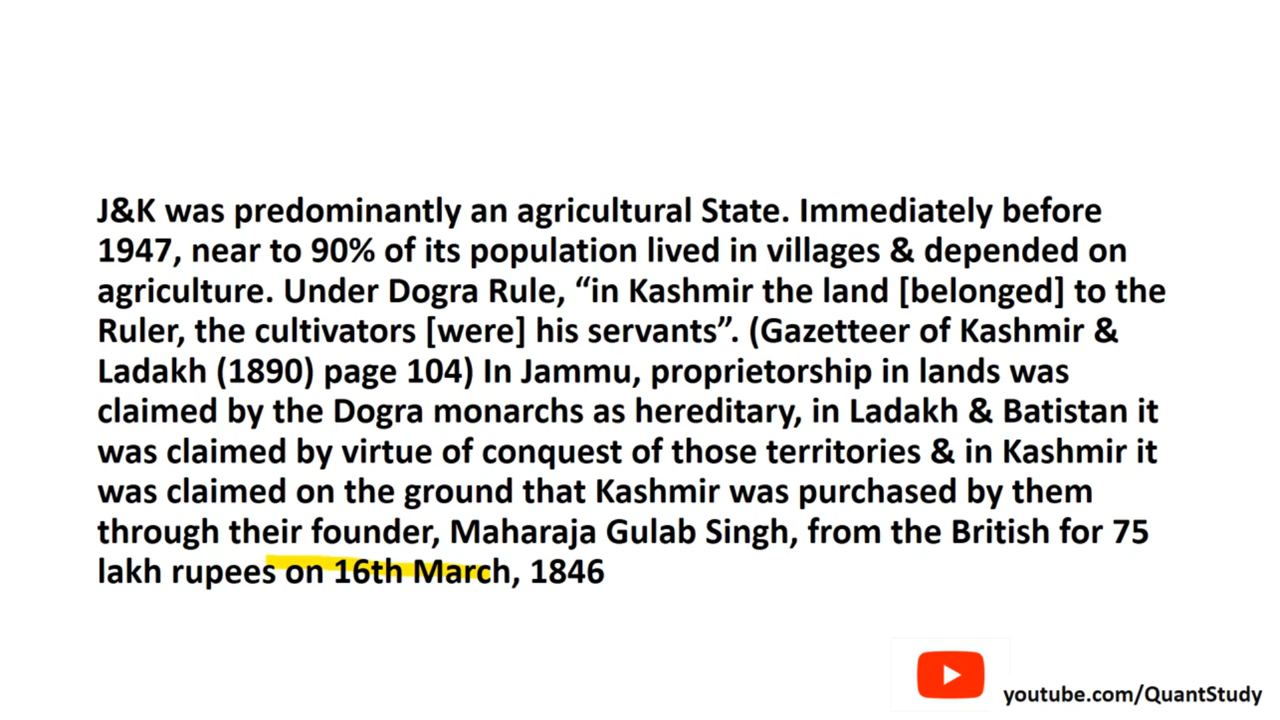 J&K was predominantly an agricultural State. Immediately before
1947, near to 90% of its population lived in villages & depended on
agriculture. Under Dogra Rule, “in Kashmir the land [belonged] to the
Ruler, the cultivators [were] his servants”. (Gazetteer of Kashmir &
Ladakh (1890) page 104) In Jammu, proprietorship in lands was
claimed by the Dogra monarchs as hereditary, in Ladakh & Batistan it
was claimed by virtue of conquest of those territories & in Kashmir it
was claimed on the ground that Kashmir was purchased by them
through their founder, Maharaja Gulab Singh, from the British for 75
lakh rupees on 16th March, 1846
youtube.com/QuantStudy